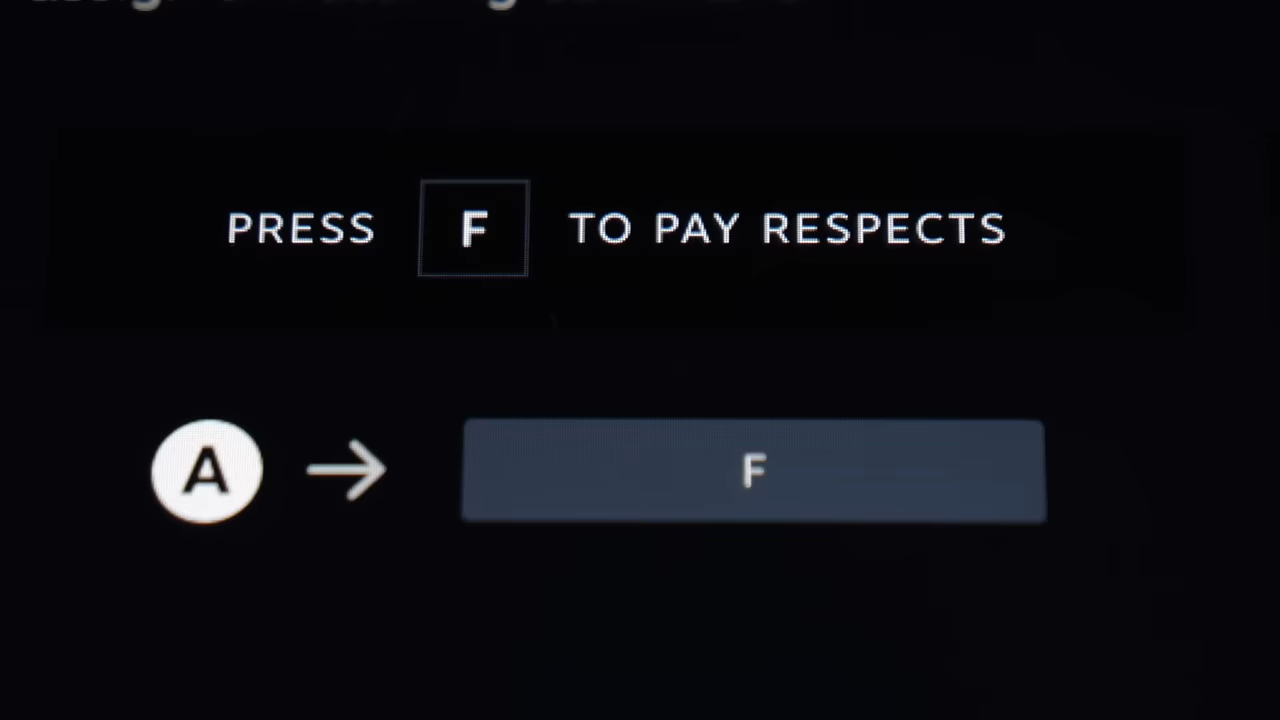 PRESS F TO PAY RESPECTS
A → F